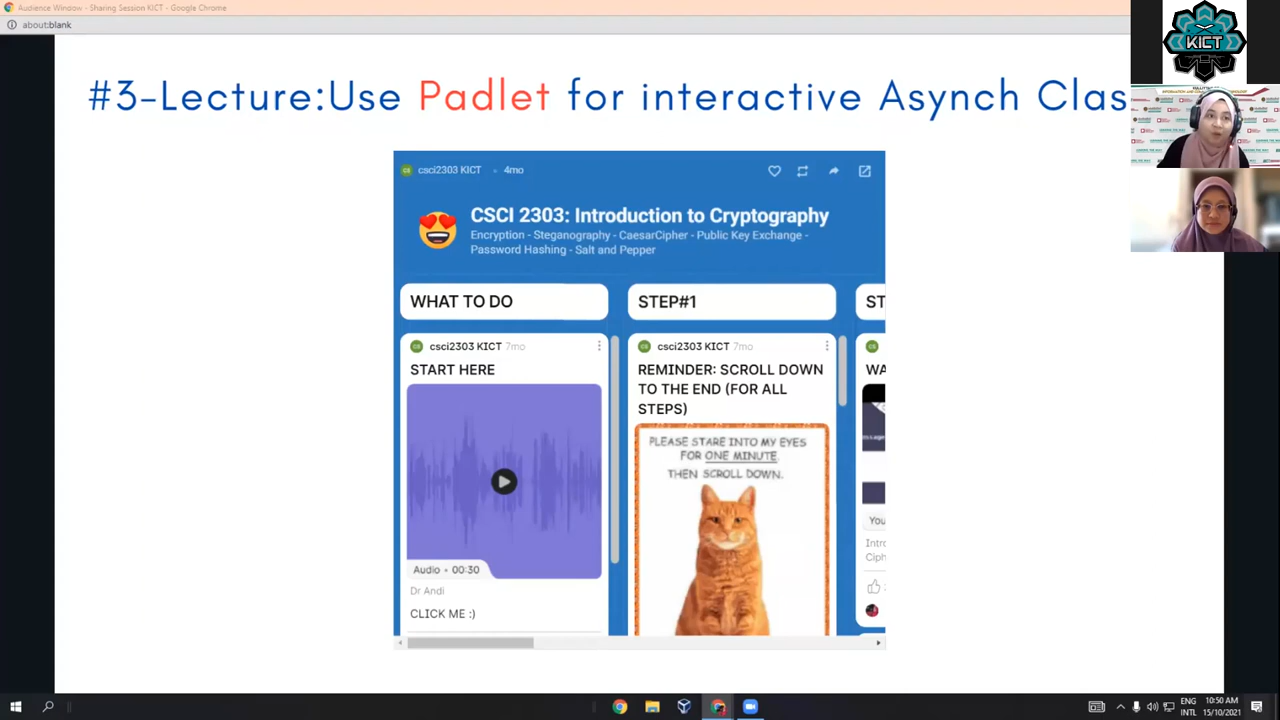 Audience Window - Sharing Session KICT - Google Chrome
about:blank
KICT
#3-Lecture:Use Padlet for interactive Asynch Clas
csci2303 KICT • 4mo
CSCI 2303: Introduction to Cryptography
Encryption - Steganography - CaesarCipher - Public Key Exchange -
Password Hashing - Salt and Pepper
WHAT TO DO
STEP#1
ST
csci2303 KICT 7mo
START HERE
Audio • 00:30
Dr Andi
CLICK ME :)
csci2303 KICT 7mo
REMINDER: SCROLL DOWN
TO THE END (FOR ALL
STEPS)
PLEASE STARE INTO MY EYES
FOR ONE MINUTE.
THEN SCROLL DOWN.
WA
You
Intro
Ciph
ENG
INTL
10:50 AM
15/10/2021